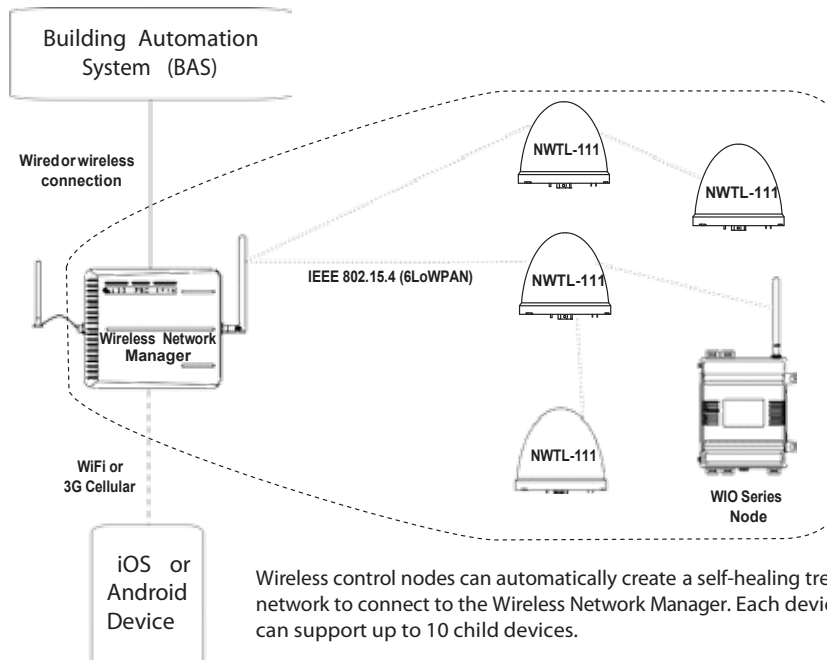 Building Automation
System (BAS)
Wired or wireless
connection
NWTL-111
NWTL-111
IEEE 802.15.4 (6LoWPAN)
NWTL-111
Wireless Network
Manager
NWTL-111
WiFi or
3G Cellular
WIO Series
Node
iOS or
Android
Device
Wireless control nodes can automatically create a self-healing tre
network to connect to the Wireless Network Manager. Each devic
can support up to 10 child devices.